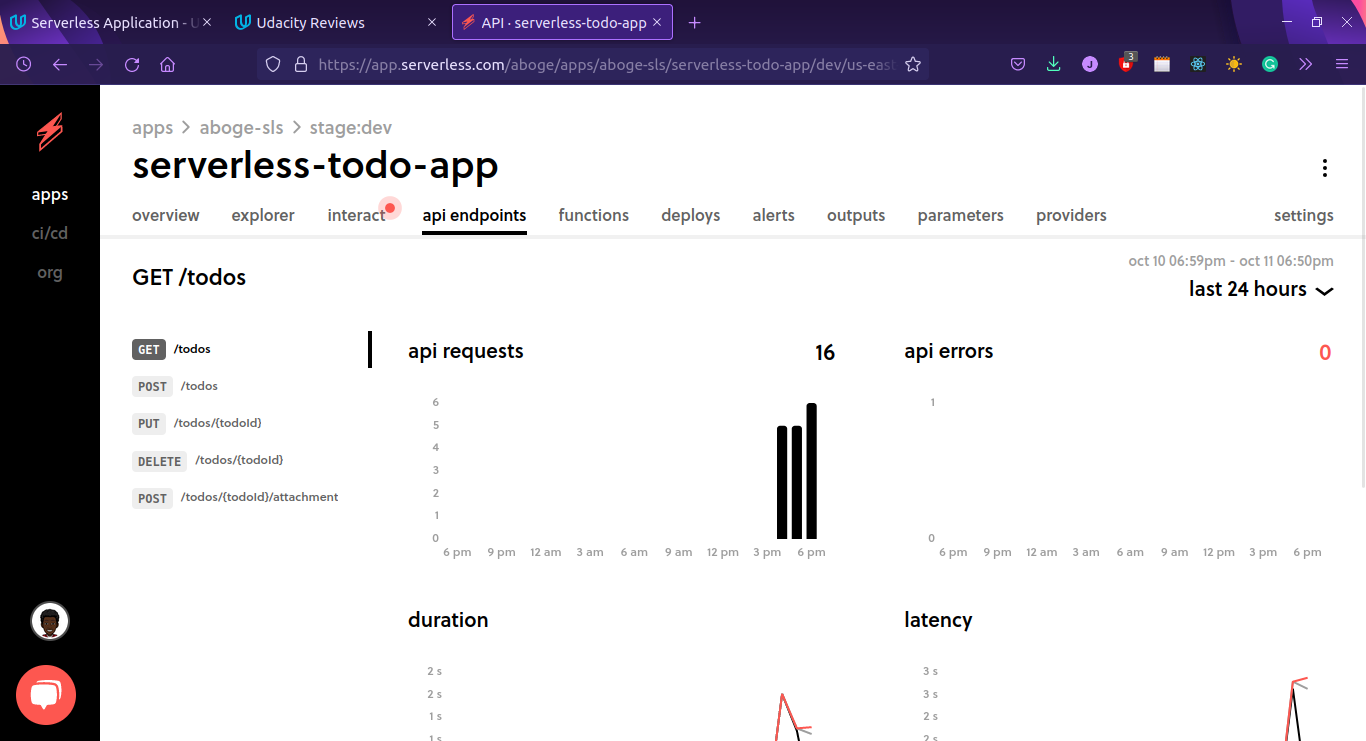 Serverless Application - U
Udacity Reviews
API · serverless-todo-app
https://app.serverless.com/aboge/apps/aboge-sls/serverless-todo-app/dev/us-east
3
J
G
apps > aboge-sls > stage:dev
serverless-todo-app
apps
ci/cd
org
overview explorer interact api endpoints functions deploys alerts outputs parameters providers settings
GET /todos
oct 10 06:59pm - oct 11 06:50pm
last 24 hours
GET /todos
POST /todos
PUT /todos/{todoId}
DELETE /todos/{todoId}
POST /todos/{todoId}/attachment
api requests 16
6
5
4
3
2
1
0
6 pm 9 pm 12 am 3 am 6 am 9 am 12 pm 3 pm 6 pm
api errors 0
1
0
6 pm 9 pm 12 am 3 am 6 am 9 am 12 pm 3 pm 6 pm
duration
2 s
2 s
1 s
1 s
latency
3 s
3 s
2 s
2 s